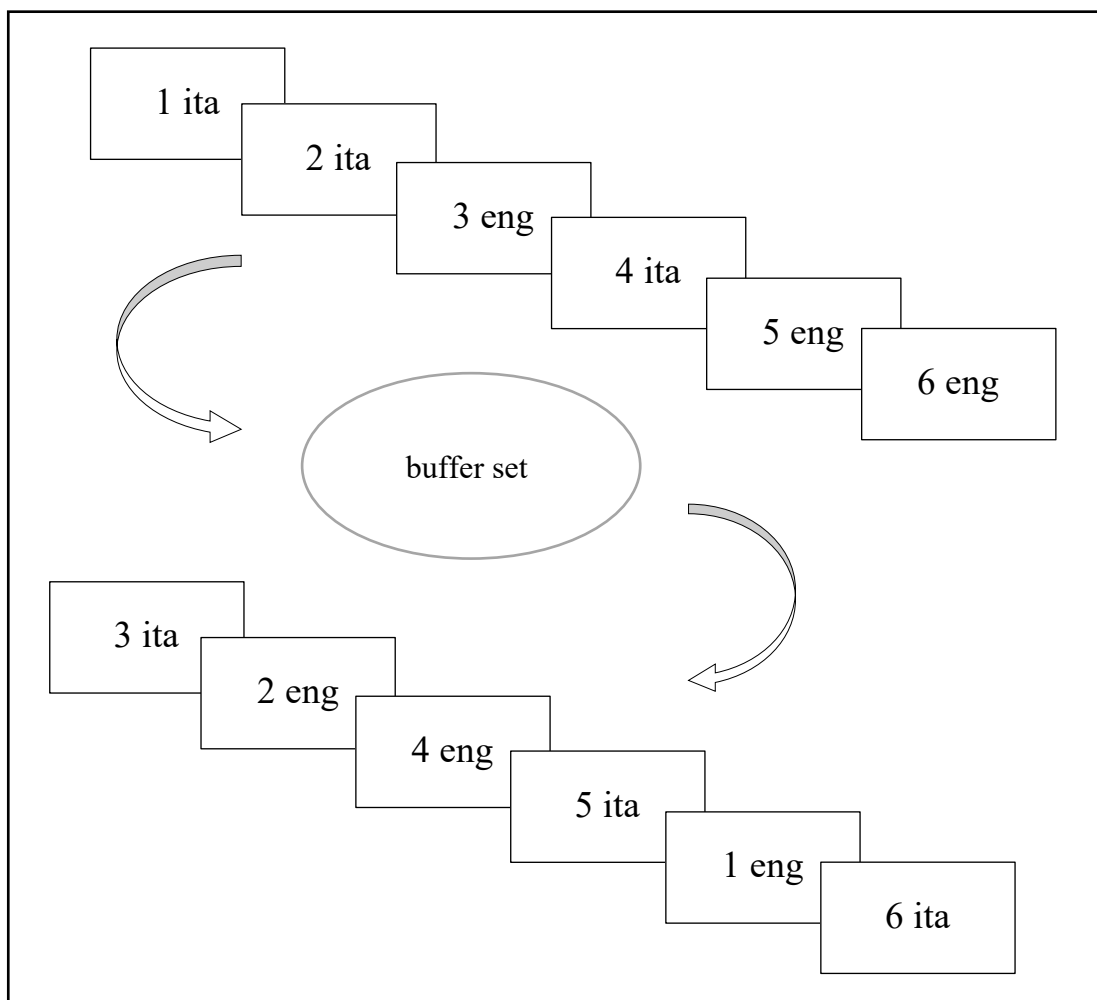 1 ita
2 ita
3 eng
4 ita
5 eng
6 eng
buffer set
3 ita
2 eng
4 eng
5 ita
1 eng
6 ita